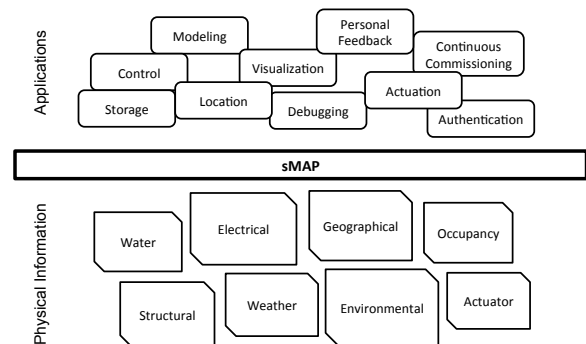 Applications
Modeling
Personal
Feedback
Continuous
Commissioning
Control
Visualization
Storage
Location
Debugging
Actuation
Authentication
sMAP
Physical Information
Water
Electrical
Geographical
Occupancy
Structural
Weather
Environmental
Actuator